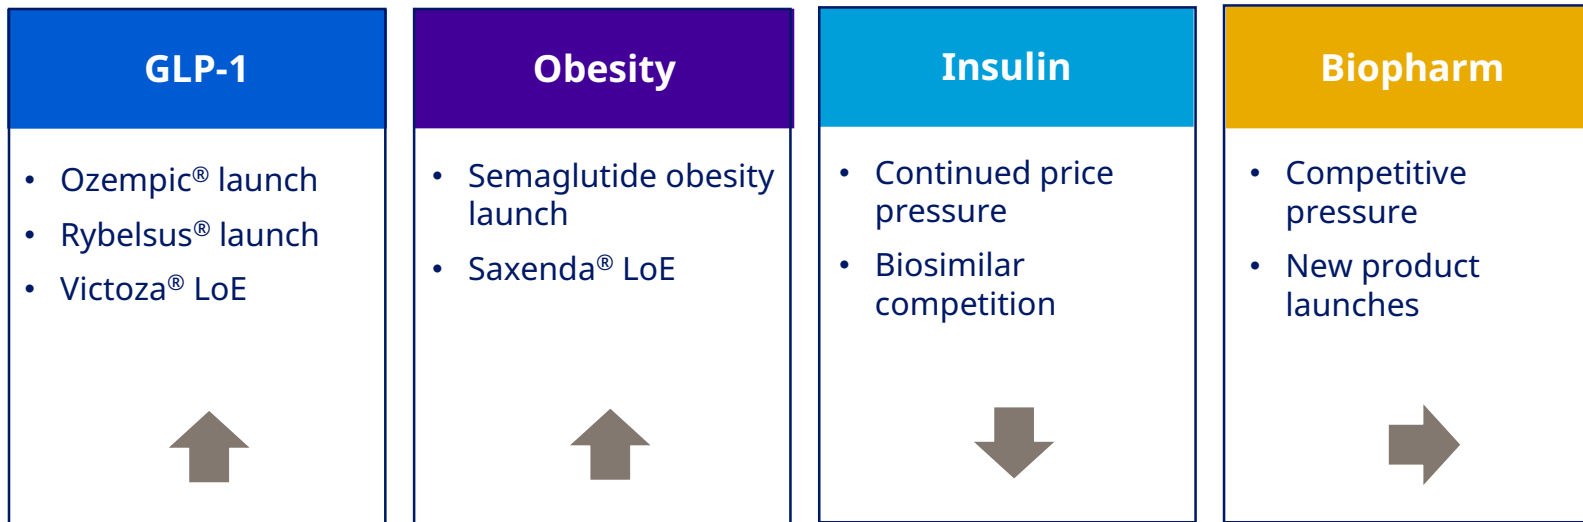 GLP-1
• Ozempic® launch
• Rybelsus® launch
• Victoza® LoE
Obesity
• Semaglutide obesity
launch
• Saxenda® LoE
Insulin
• Continued price
pressure
• Biosimilar
competition
Biopharm
• Competitive
pressure
• New product
launches